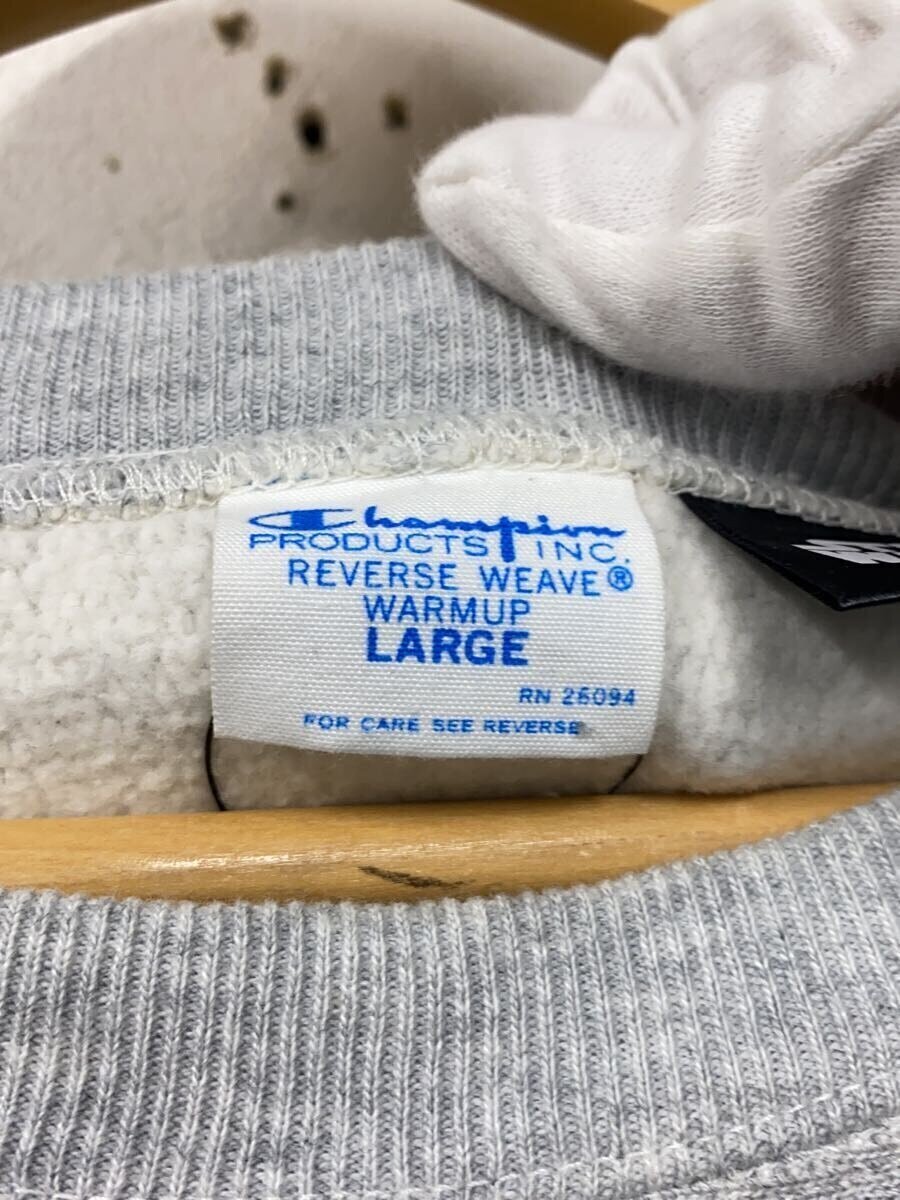 Champion
PRODUCTS INC.
REVERSE WEAVE®
WARMUP
LARGE
RN 26094
FOR CARE SEE REVERSE